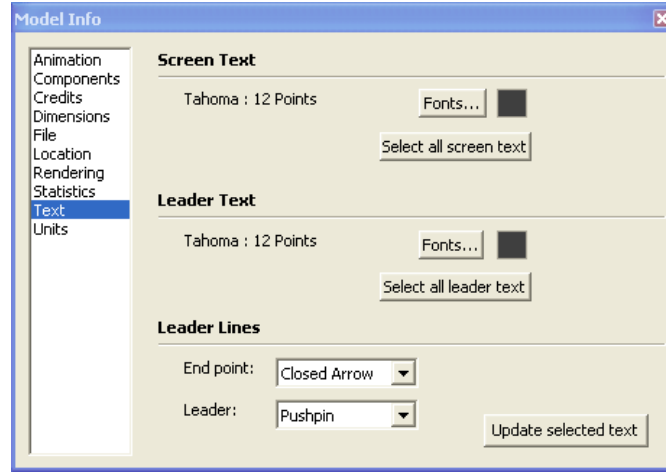 Model Info
Animation
Components
Credits
Dimensions
File
Location
Rendering
Statistics
Text
Units
Screen Text
Tahoma : 12 Points
Fonts...
Select all screen text
Leader Text
Tahoma : 12 Points
Fonts...
Select all leader text
Leader Lines
End point: Closed Arrow
Leader: Pushpin
Update selected text